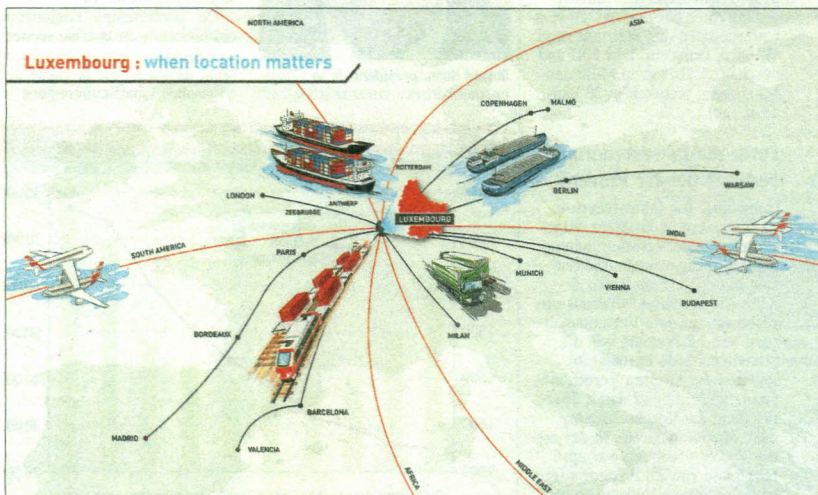 NORTH AMERICA
ASIA
Luxembourg : when location matters
COPENHAGEN
MALMÖ
ROTTERDAM
BERLIN
WARSAW
LONDON
ANTWERP
ZEEBRUGGE
LUXEMBOURG
INDIA
SOUTH AMERICA
PARIS
MUNICH
VIENNA
BUDAPEST
BORDEAUX
MILAN
BARCELONA
MADRID
VALENCIA
AFRICA
MIDDLE EAST